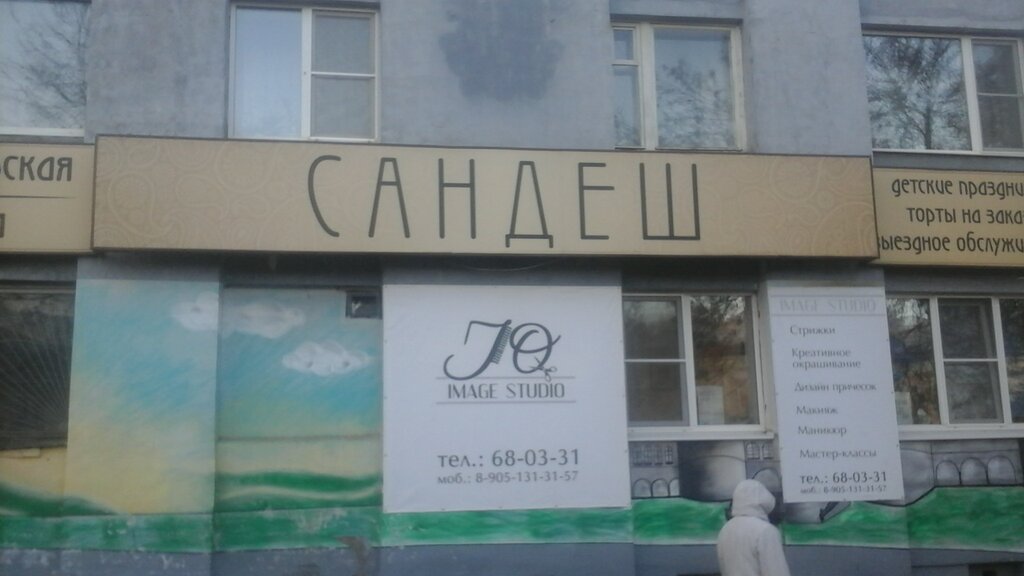 ская
САНДЕШ
детские праздни
торты на зака
выездное обслужи
JQ
IMAGE STUDIO
тел.: 68-03-31
моб.: 8-905-131-31-57
IMAGE STUDIO
Стрижки
Креативное
окрашивание
Дизайн причесок
Макияж
Маникюр
Мастер-классы
тел.: 68-03-31
моб.: 8-905-131-31-57